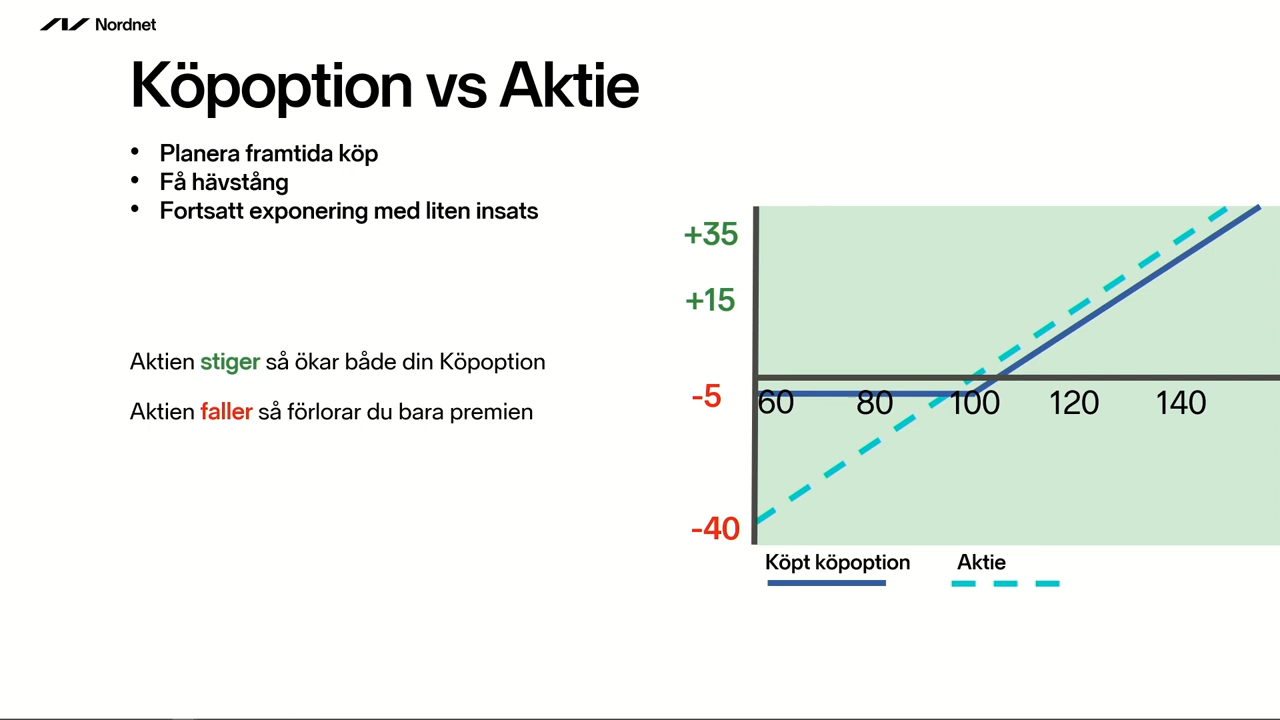 Nordnet
Köpoption vs Aktie
• Planera framtida köp
• Få hävstång
• Fortsatt exponering med liten insats
Aktien stiger så ökar både din Köpoption
Aktien faller så förlorar du bara premien
+35
+15
-5
-40
60 80 100 120 140
Köpt köpoption Aktie